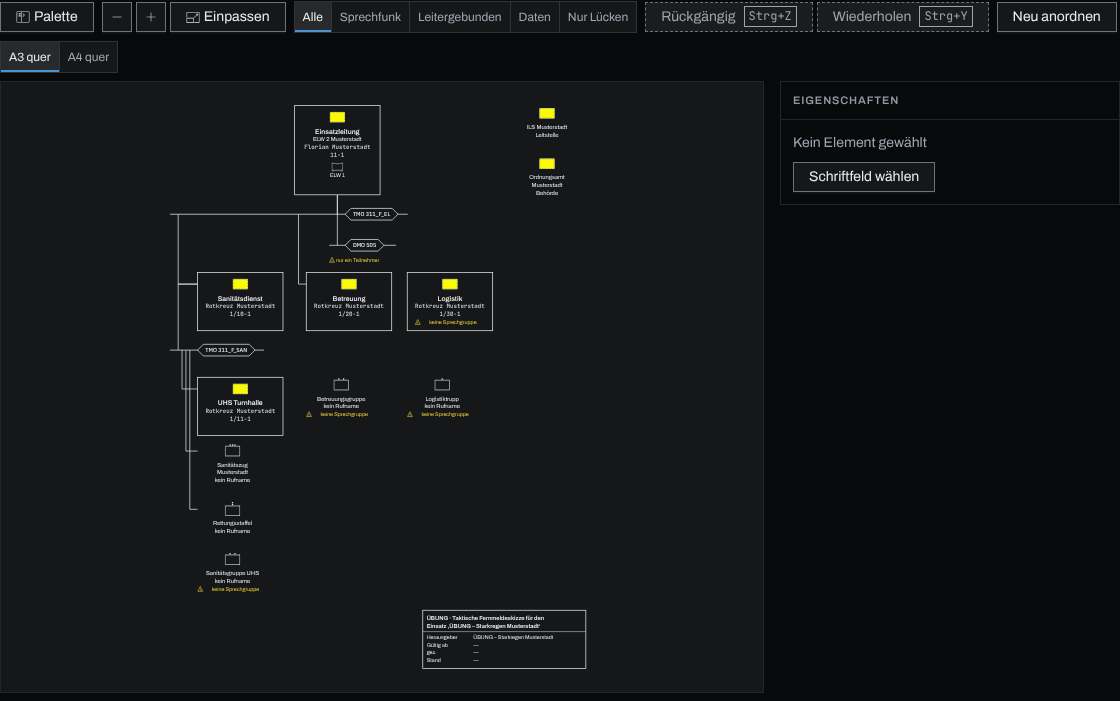 Palette
−
+
Einpassen
Alle
Sprechfunk
Leitergebunden
Daten
Nur Lücken
Rückgängig Strg+Z
Wiederholen Strg+Y
Neu anordnen
A3 quer
A4 quer
EIGENSCHAFTEN
Kein Element gewählt
Schriftfeld wählen
Einsatzleitung
ELW 2 Musterstadt
Florian Musterstadt
11-1
ELW 1
ILS Musterstadt
Leitstelle
Ordnungsamt
Musterstadt
Behörde
TMO 311_F_EL
DMO 505
nur ein Teilnehmer
Sanitätsdienst
Rotkreuz Musterstadt
1/10-1
Betreuung
Rotkreuz Musterstadt
1/20-1
Logistik
Rotkreuz Musterstadt
1/30-1
keine Sprechgruppe
TMO 311_F_SAN
UHS Turnhalle
Rotkreuz Musterstadt
1/11-1
Betreuungsgruppe
kein Rufname
keine Sprechgruppe
Logistiktrupp
kein Rufname
keine Sprechgruppe
Sanitätszug
Musterstadt
kein Rufname
Rettungsstaffel
kein Rufname
Sanitätsgruppe UHS
kein Rufname
keine Sprechgruppe
ÜBUNG · Taktische Fernmeldeskizze für den
Einsatz ‚ÜBUNG – Starkregen Musterstadt‘
Herausgeber ÜBUNG – Starkregen Musterstadt
Gültig ab —
gez. —
Stand —